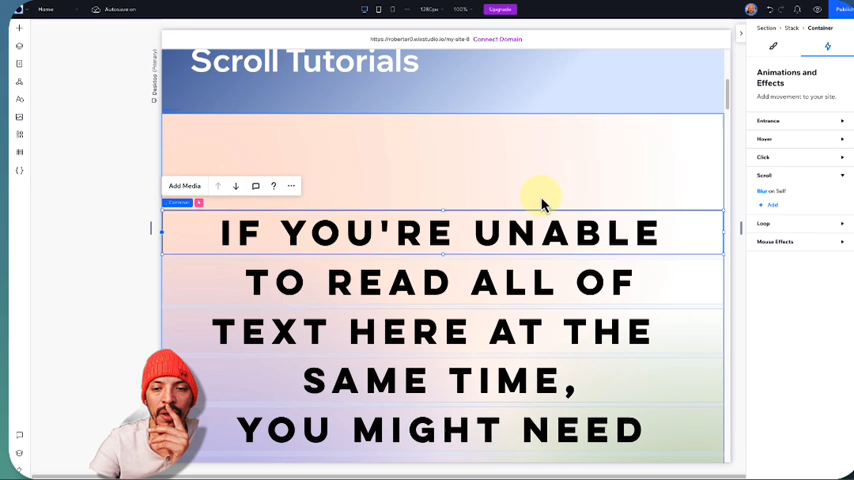 Home
Autosave on
1280px
100%
Upgrade
Publish
https://roberter0.wixstudio.io/my-site-8 Connect Domain
Section > Stack > Container
Desktop (Primary)
Scroll Tutorials
Animations and
Effects
Add movement to your site.
Entrance
Hover
Click
Scroll
Blur on Self
+ Add
Loop
Mouse Effects
Add Media
Container
IF YOU'RE UNABLE
TO READ ALL OF
TEXT HERE AT THE
SAME TIME,
YOU MIGHT NEED